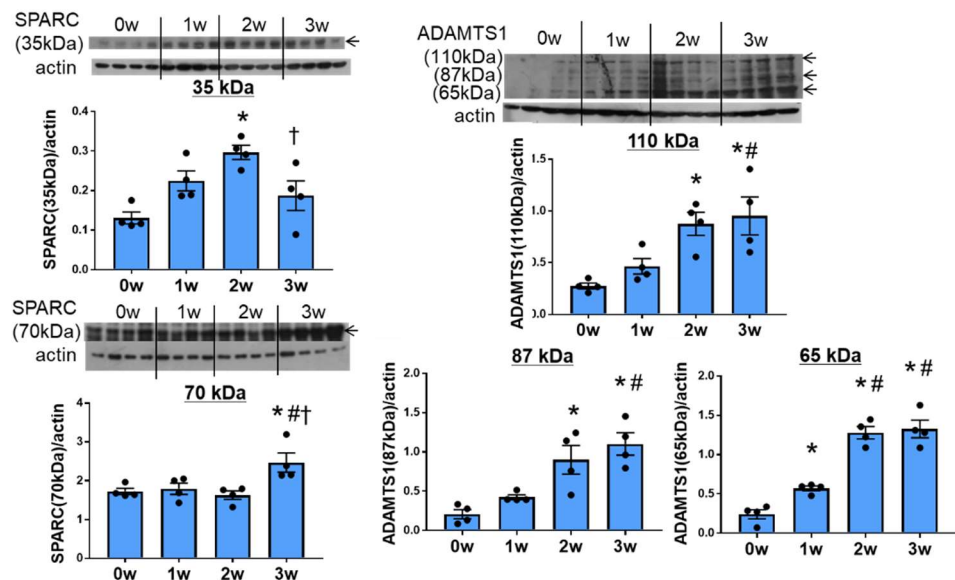 SPARC 0w 1w 2w 3w
(35kDa)
actin
35 kDa
SPARC(35kDa)/actin
0.4
0.3
0.2
0.1
0.0
*
†
0w 1w 2w 3w
SPARC 0w 1w 2w 3w
(70kDa)
actin
70 kDa
SPARC(70kDa)/actin
4
2
0
* #†
0w 1w 2w 3w
ADAMTS1 0w 1w 2w 3w
(110kDa)
(87kDa)
(65kDa)
actin
110 kDa
ADAMTS1(110kDa)/actin
1.5
1.0
0.5
0.0
*
*#
0w 1w 2w 3w
87 kDa
ADAMTS1(87kDa)/actin
2.0
1.5
1.0
0.5
0.0
*
* #
0w 1w 2w 3w
65 kDa
ADAMTS1(65kDa)/actin
2.0
1.5
1.0
0.5
0.0
*
* #
* #
0w 1w 2w 3w